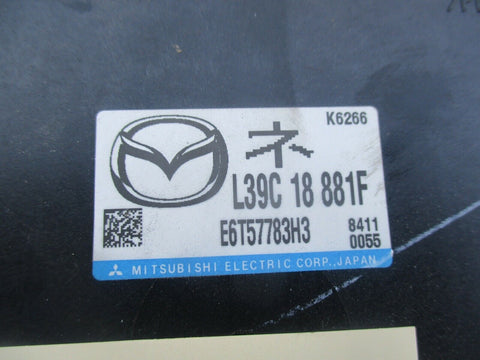 K6266
ネ
L39C 18 881F
E6T57783H3
8411
0055
MITSUBISHI ELECTRIC CORP.,JAPAN